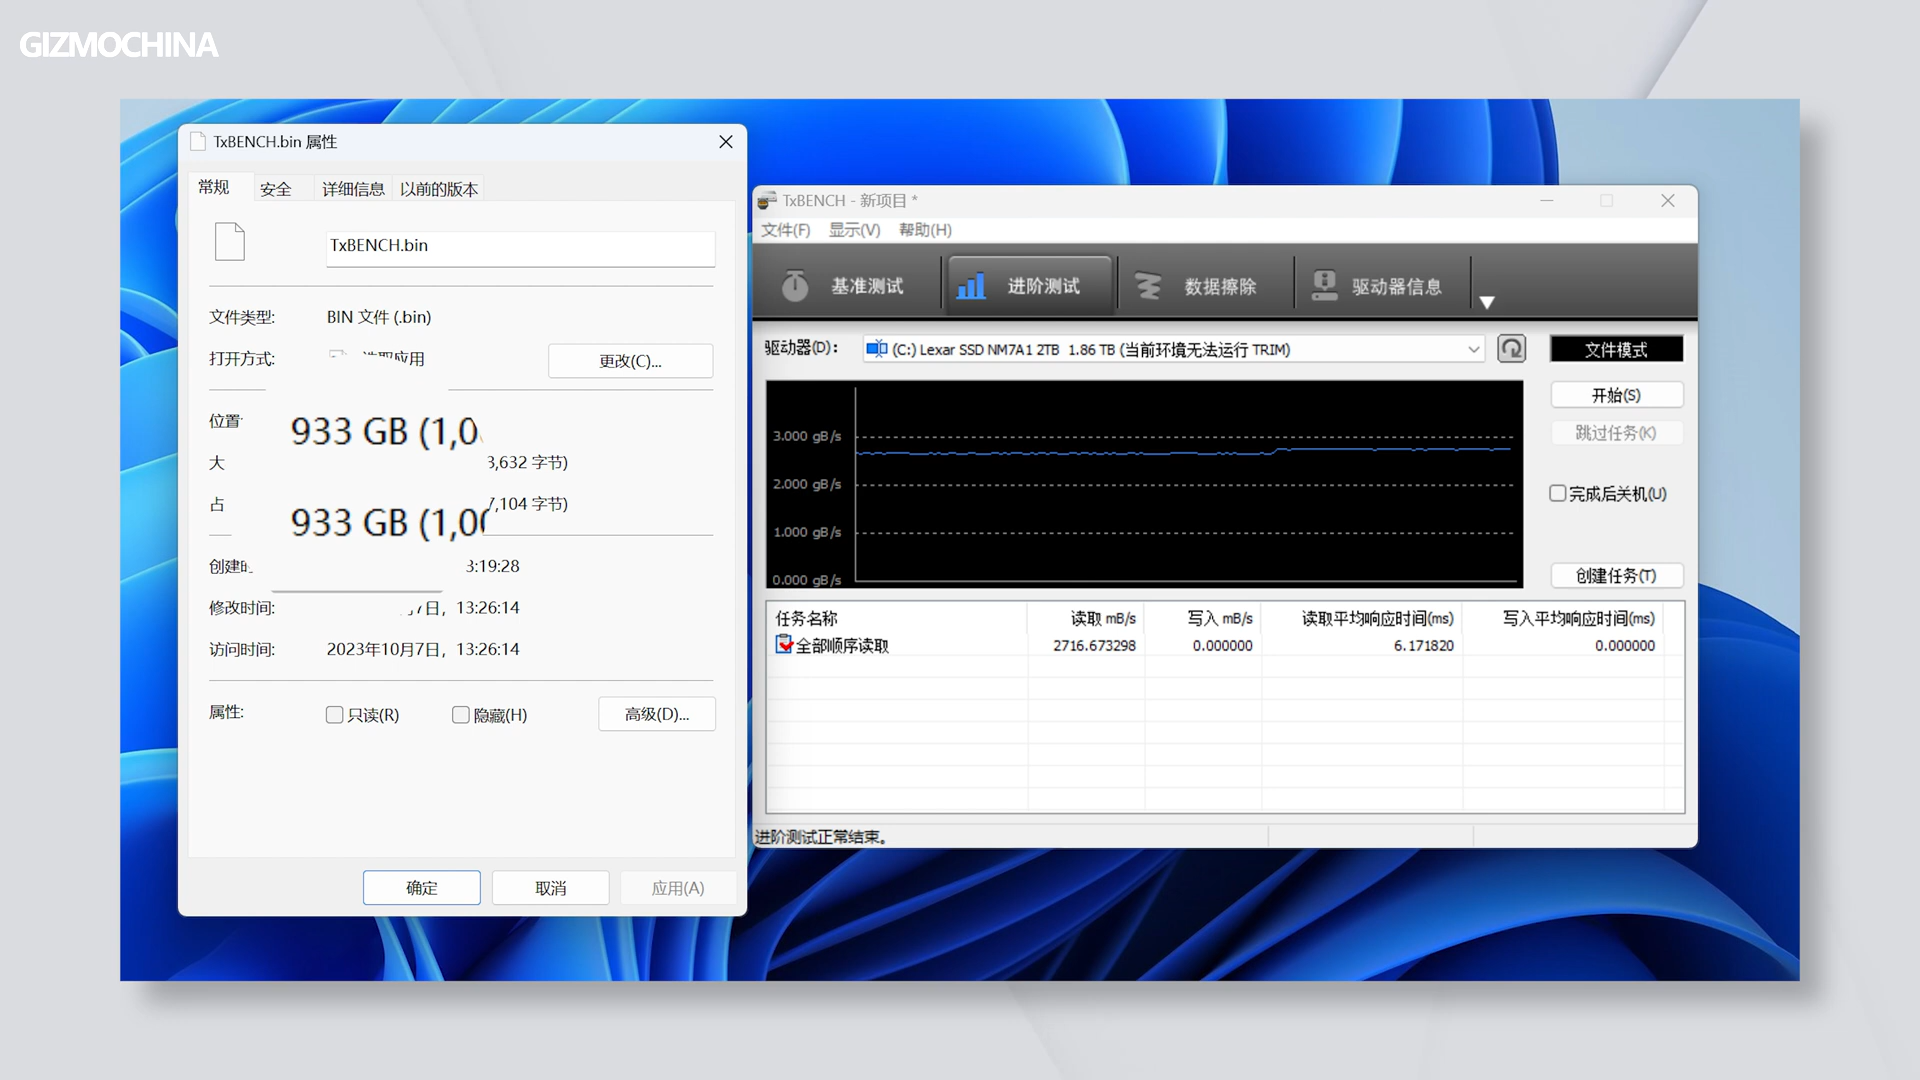 GIZMOCHINA
TxBENCH.bin 属性
常规 安全 详细信息 以前的版本
TxBENCH.bin
文件类型: BIN 文件 (.bin)
打开方式: 选取应用 更改(C)...
位置
933 GB (1,0
大 3,632 字节)
占 7,104 字节)
933 GB (1,00
创建时 3:19:28
修改时间: 7日，13:26:14
访问时间: 2023年10月7日，13:26:14
属性: 只读(R) 隐藏(H) 高级(D)...
确定 取消 应用(A)
TxBENCH - 新项目 *
文件(F) 显示(V) 帮助(H)
基准测试 进阶测试 数据擦除 驱动器信息
驱动器(D): (C:) Lexar SSD NM7A1 2TB 1.86 TB (当前环境无法运行 TRIM) 文件模式
开始(S)
跳过任务(K)
完成后关机(U)
创建任务(T)
3.000 gB/s
2.000 gB/s
1.000 gB/s
0.000 gB/s
任务名称 读取 mB/s 写入 mB/s 读取平均响应时间(ms) 写入平均响应时间(ms)
全部顺序读取 2716.673298 0.000000 6.171820 0.000000
进阶测试正常结束。